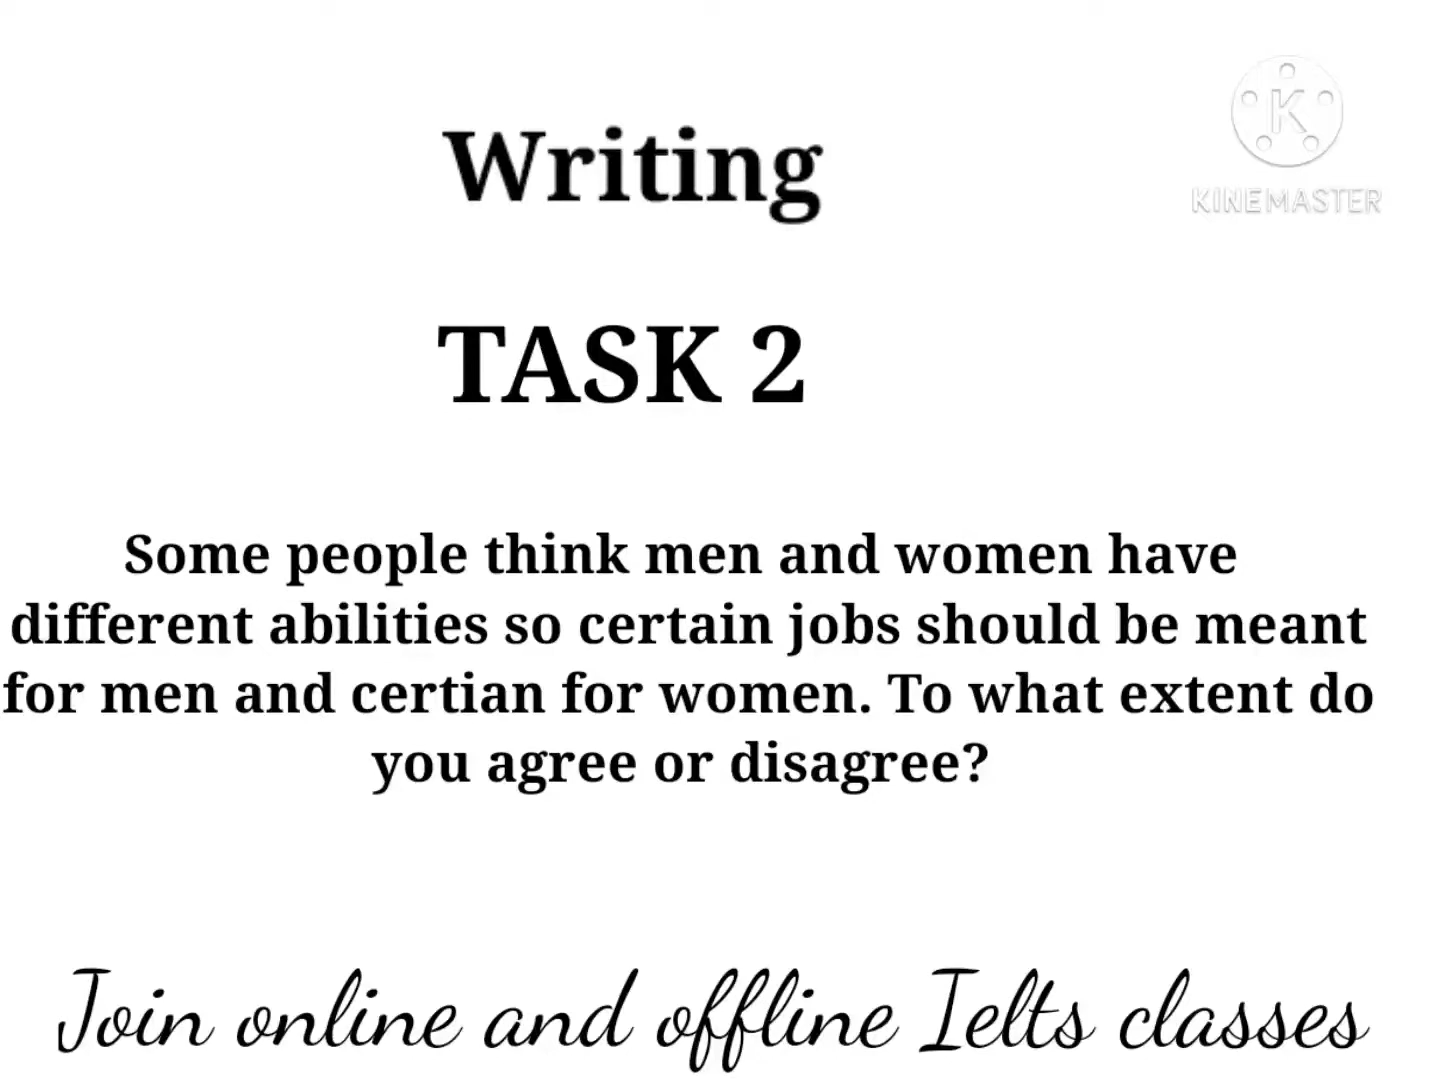 Writing
KINEMASTER
TASK 2
Some people think men and women have
different abilities so certain jobs should be meant
for men and certian for women. To what extent do
you agree or disagree?
Join online and offline Ielts classes